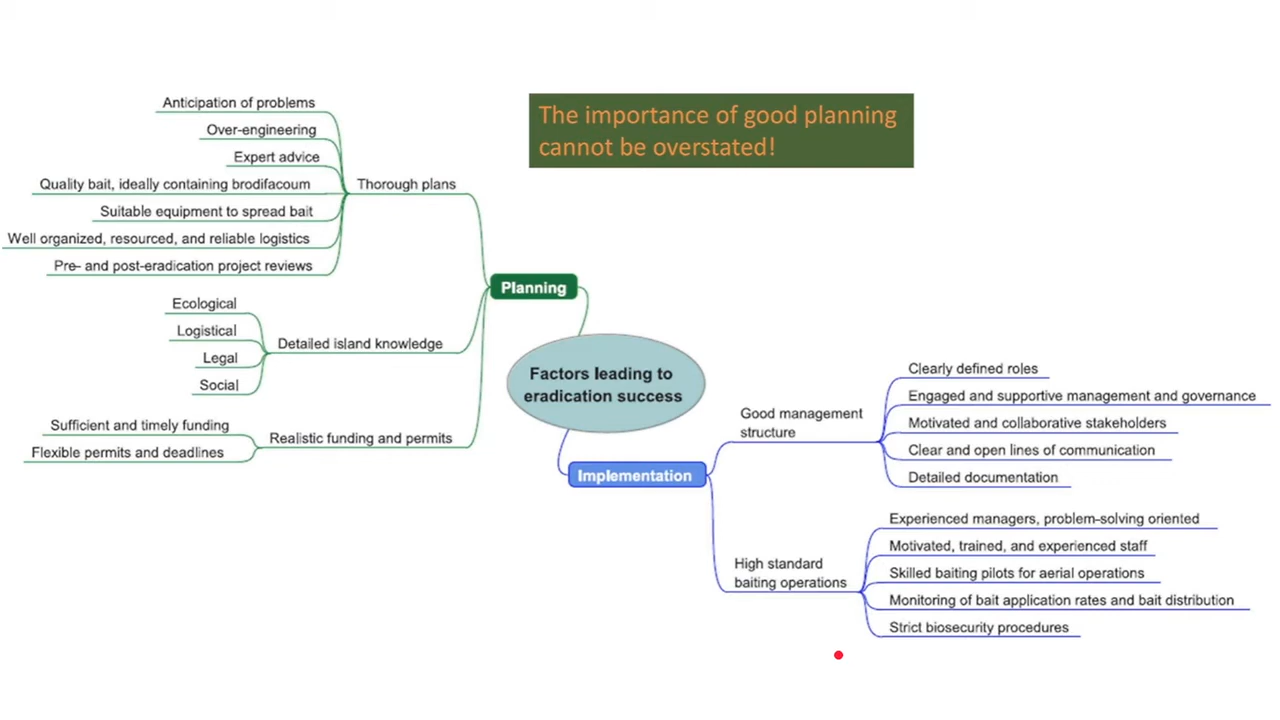 The importance of good planning
cannot be overstated!
Anticipation of problems
Over-engineering
Expert advice
Quality bait, ideally containing brodifacoum
Suitable equipment to spread bait
Well organized, resourced, and reliable logistics
Pre- and post-eradication project reviews
Thorough plans
Ecological
Logistical
Legal
Social
Detailed island knowledge
Sufficient and timely funding
Flexible permits and deadlines
Realistic funding and permits
Planning
Factors leading to
eradication success
Implementation
Good management
structure
Clearly defined roles
Engaged and supportive management and governance
Motivated and collaborative stakeholders
Clear and open lines of communication
Detailed documentation
High standard
baiting operations
Experienced managers, problem-solving oriented
Motivated, trained, and experienced staff
Skilled baiting pilots for aerial operations
Monitoring of bait application rates and bait distribution
Strict biosecurity procedures